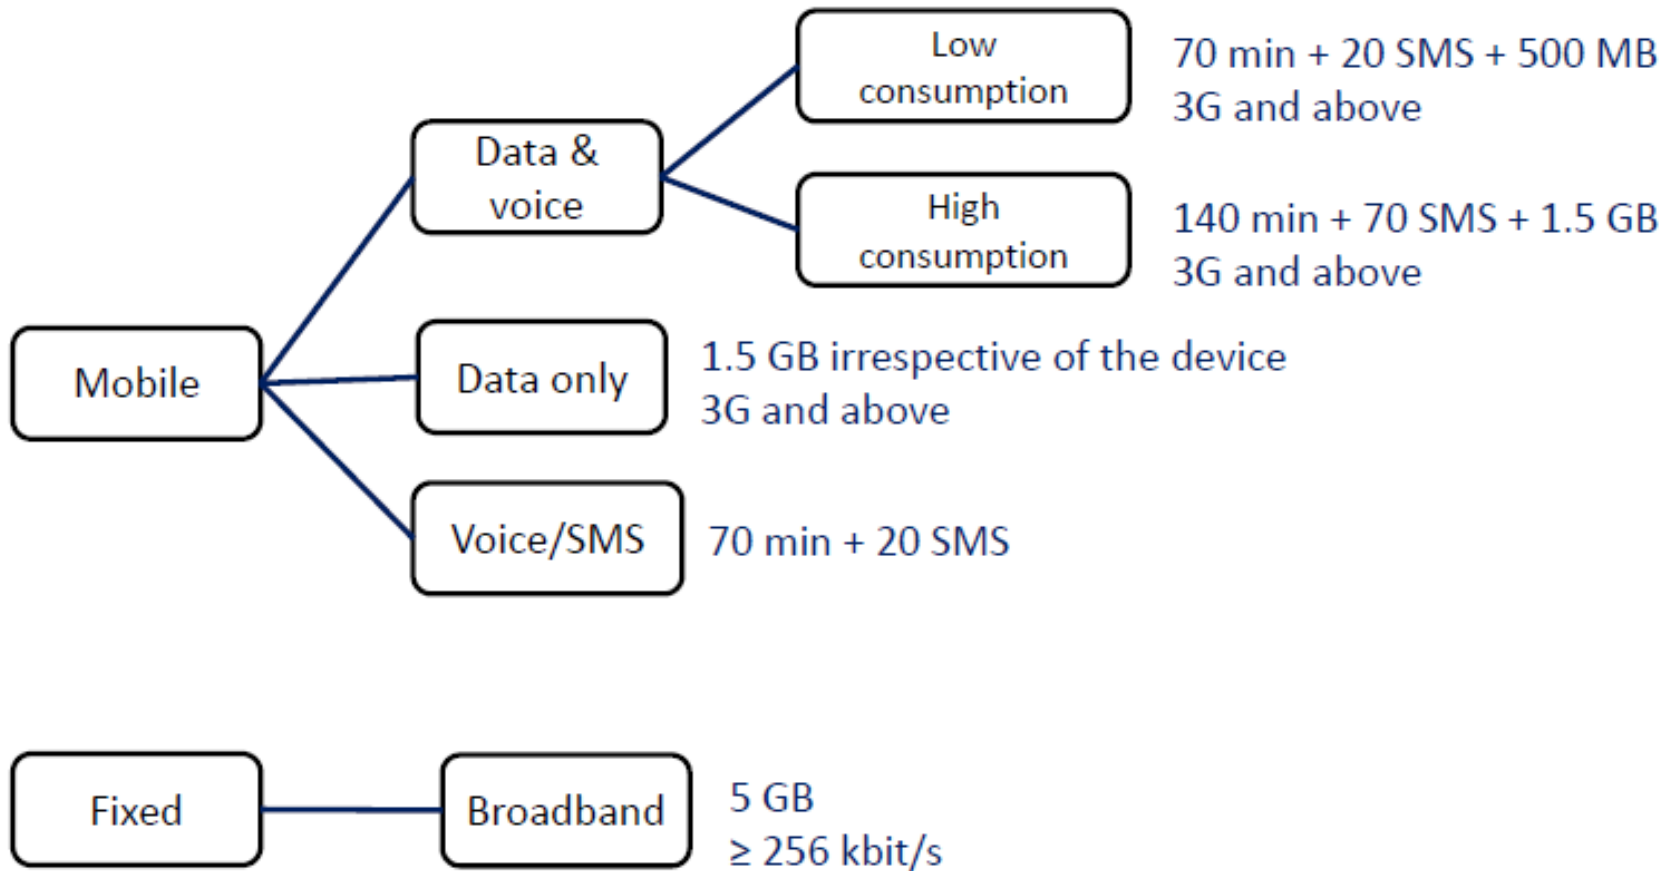 Low
consumption
70 min + 20 SMS + 500 MB
3G and above
Data &
voice
High
consumption
140 min + 70 SMS + 1.5 GB
3G and above
Mobile
Data only
1.5 GB irrespective of the device
3G and above
Voice/SMS
70 min + 20 SMS
Fixed
Broadband
5 GB
≥ 256 kbit/s